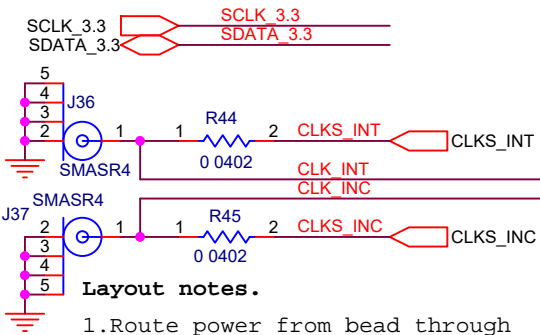 SCLK_3.3
SCLK_3.3
SDATA_3.3
SDATA_3.3
5
4
J36
3
2
1
SMASR4
R44
1
2
0 0402
CLKS_INT
CLKS_INT
CLK_INT
CLK_INC
J37
SMASR4
2
1
3
4
5
R45
1
2
0 0402
CLKS_INC
CLKS_INC
Layout notes.
1.Route power from bead through